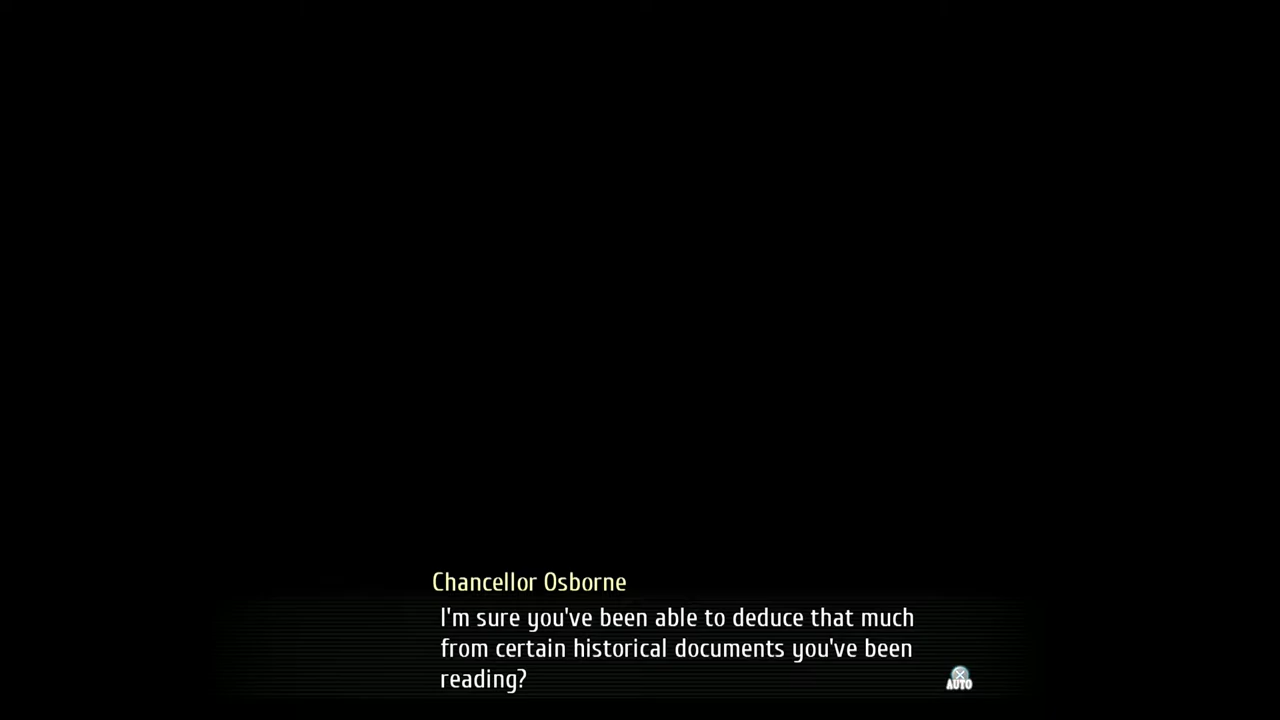 Chancellor Osborne
I'm sure you've been able to deduce that much
from certain historical documents you've been
reading?
AUTO